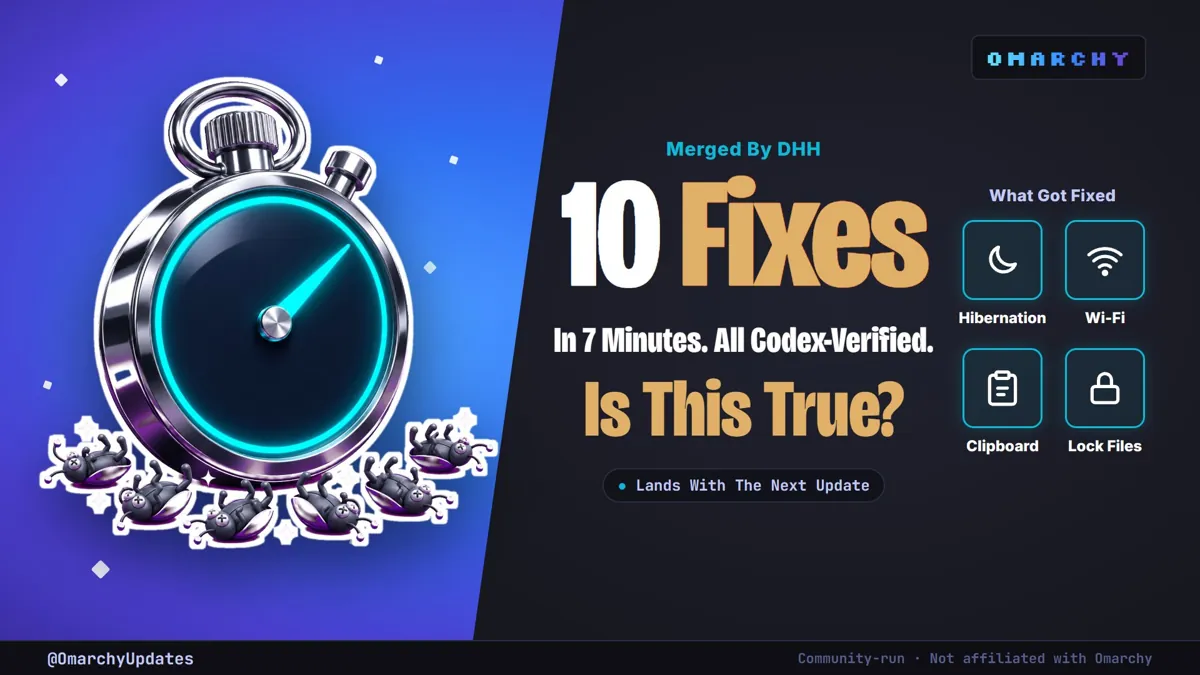 OMARCHY
Merged By DHH
10 Fixes
In 7 Minutes. All Codex-Verified.
Is This True?
Lands With The Next Update
What Got Fixed
Hibernation
Wi-Fi
Clipboard
Lock Files
@OmarchyUpdates
Community-run · Not affiliated with Omarchy